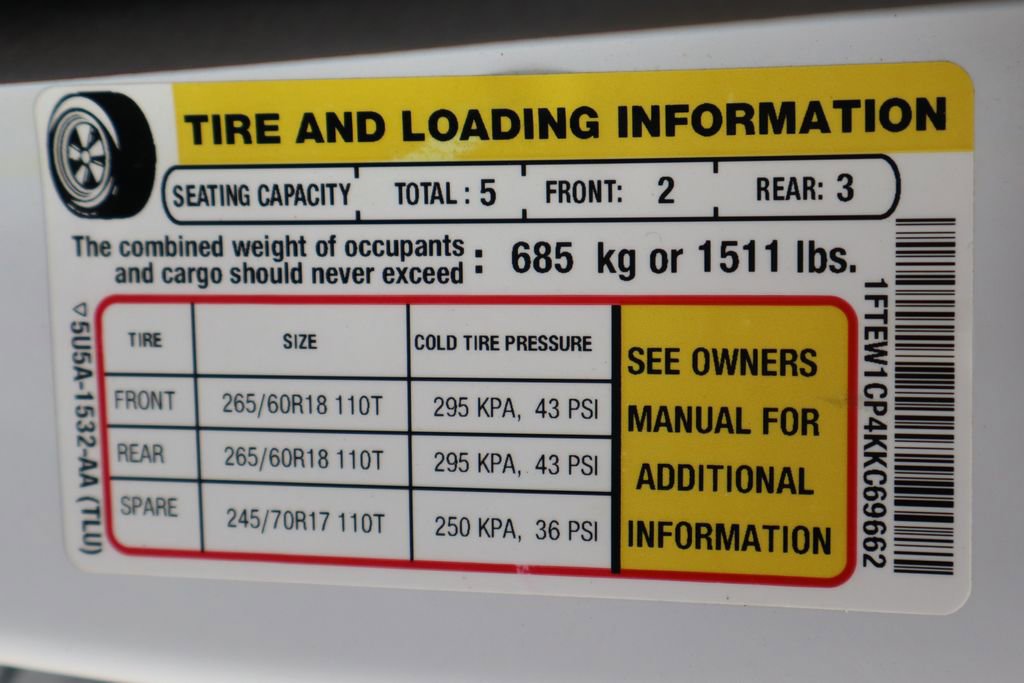 TIRE AND LOADING INFORMATION
SEATING CAPACITY TOTAL : 5 FRONT: 2 REAR: 3
The combined weight of occupants
and cargo should never exceed : 685 kg or 1511 lbs.
TIRE SIZE COLD TIRE PRESSURE
FRONT 265/60R18 110T 295 KPA, 43 PSI
REAR 265/60R18 110T 295 KPA, 43 PSI
SPARE 245/70R17 110T 250 KPA, 36 PSI
SEE OWNERS
MANUAL FOR
ADDITIONAL
INFORMATION
5U5A-1532-AA (TLU)
1FTEW1CP4KKC69662